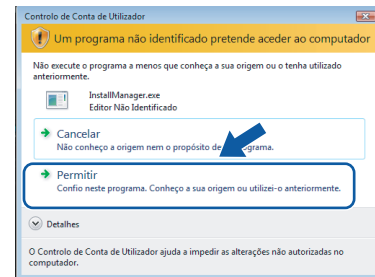 Controlo de Conta de Utilizador
Um programa não identificado pretende aceder ao computador
Não execute o programa a menos que conheça a sua origem ou o tenha utilizado
anteriormente.
InstallManager.exe
Editor Não Identificado
Cancelar
Não conheço a origem nem o propósito de programa.
Permitir
Confio neste programa. Conheço a sua origem ou utilizei-o anteriormente.
Detalhes
O Controlo de Conta de Utilizador ajuda a impedir as alterações não autorizadas no
computador.